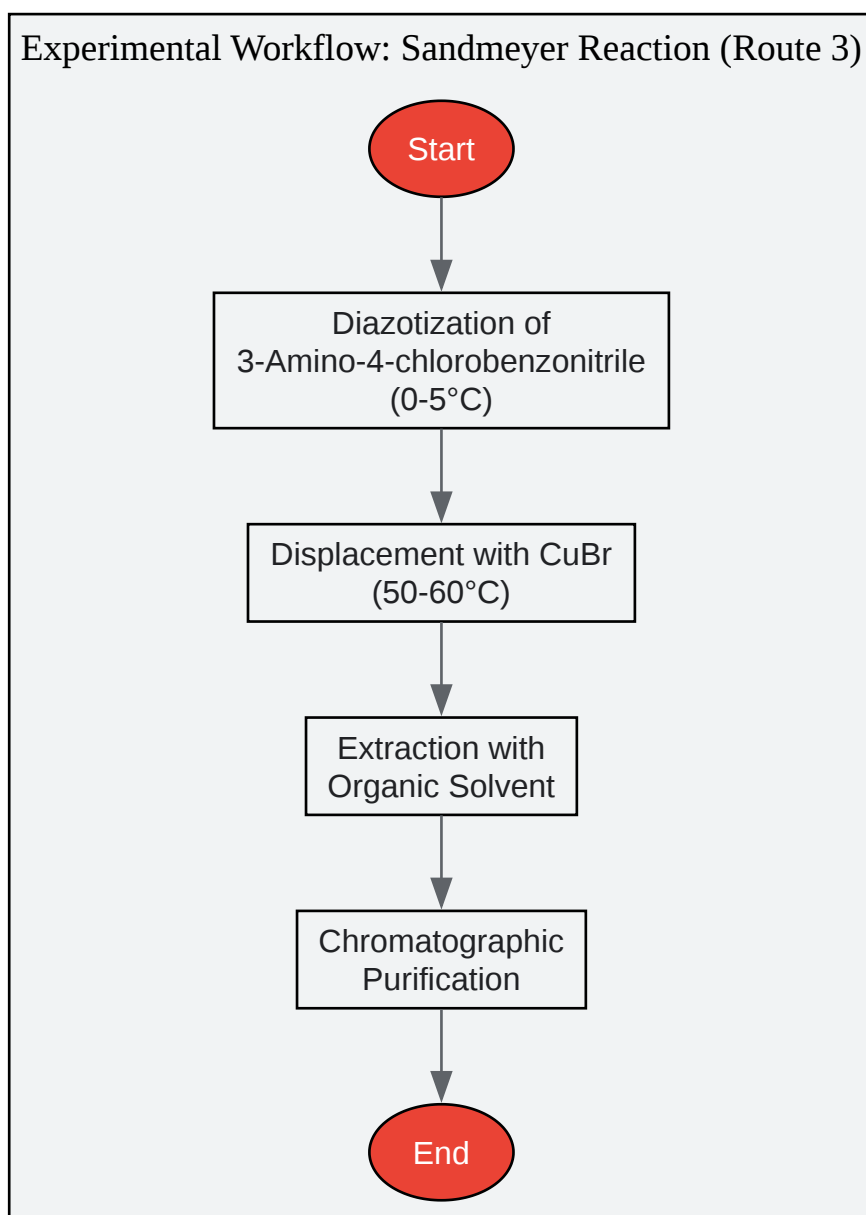 Experimental Workflow: Sandmeyer Reaction (Route 3)
Start
Diazotization of
3-Amino-4-chlorobenzonitrile
(0-5°C)
Displacement with CuBr
(50-60°C)
Extraction with
Organic Solvent
Chromatographic
Purification
End